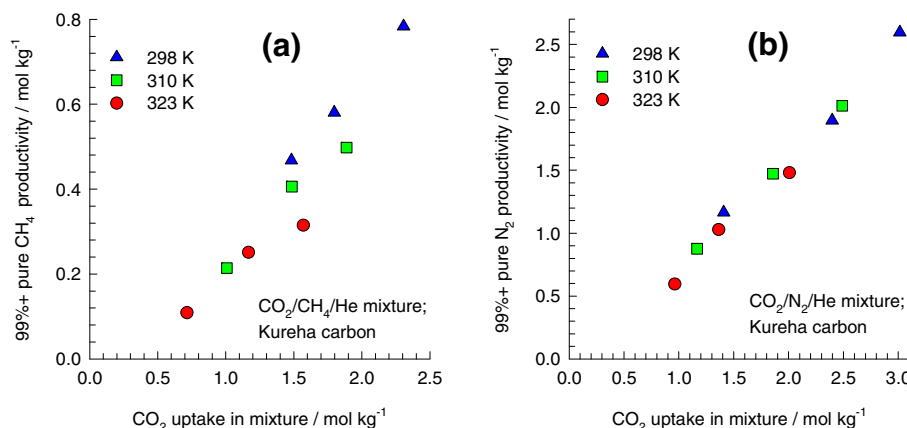 (a)
298 K
310 K
323 K
99%+ pure CH4 productivity / mol kg-1
0.8
0.6
0.4
0.2
0.0
0.0 0.5 1.0 1.5 2.0 2.5
CO2/CH4/He mixture;
Kureha carbon
CO2 uptake in mixture / mol kg-1
(b)
298 K
310 K
323 K
99%+ pure N2 productivity / mol kg-1
2.5
2.0
1.5
1.0
0.5
0.0
0.0 0.5 1.0 1.5 2.0 2.5 3.0
CO2/N2/He mixture;
Kureha carbon
CO2 uptake in mixture / mol kg-1